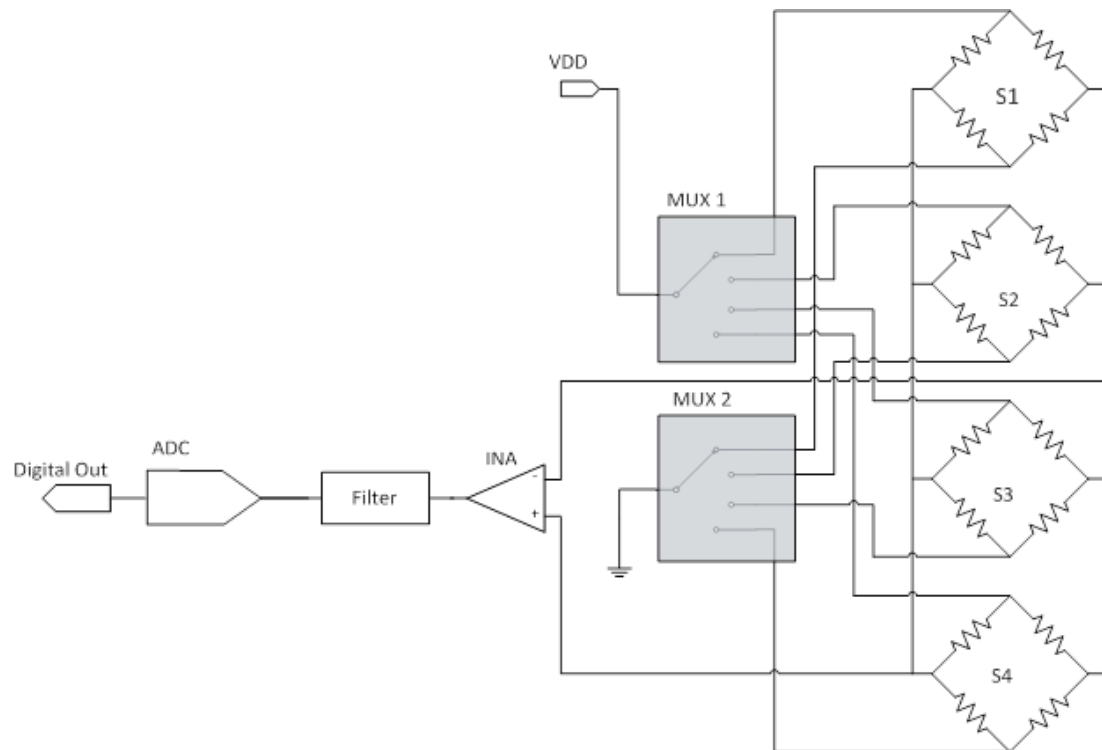 VDD
S1
MUX 1
S2
MUX 2
ADC
INA
Digital Out
Filter
-
+
S3
S4